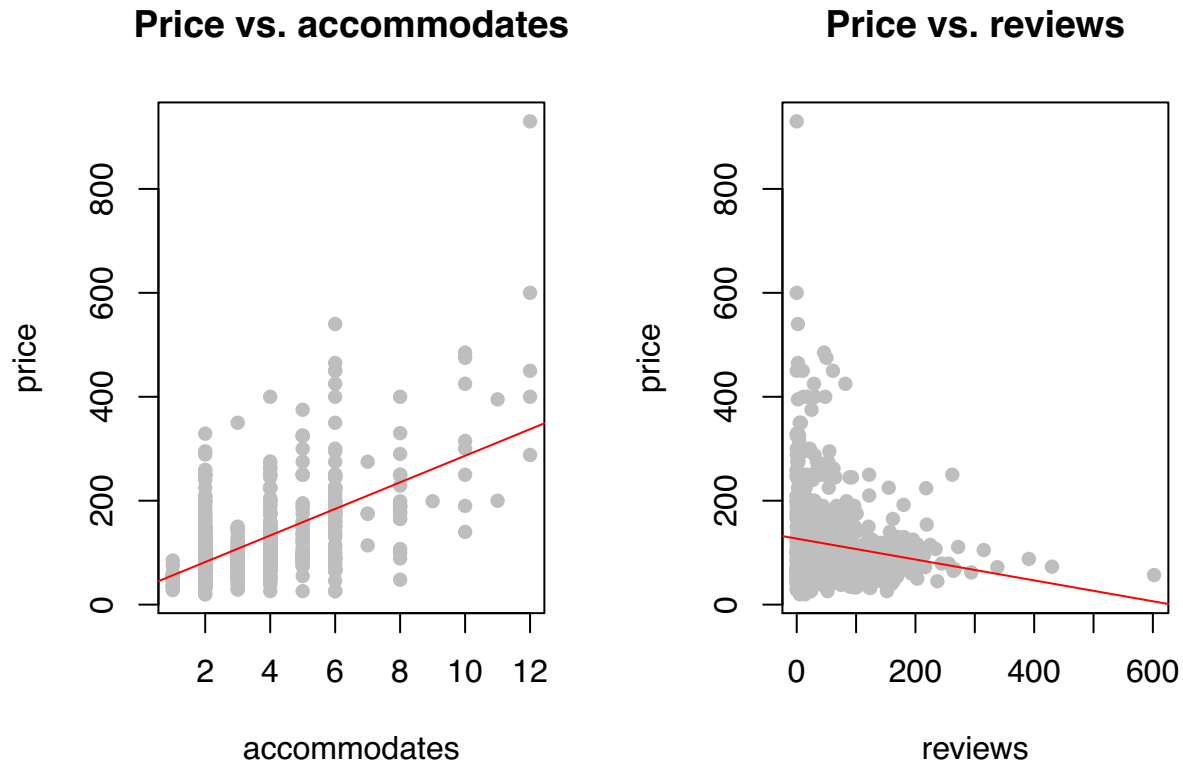 Price vs. accommodates
price
800
600
400
200
0
2 4 6 8 10 12
accommodates
Price vs. reviews
price
800
600
400
200
0
0 200 400 600
reviews